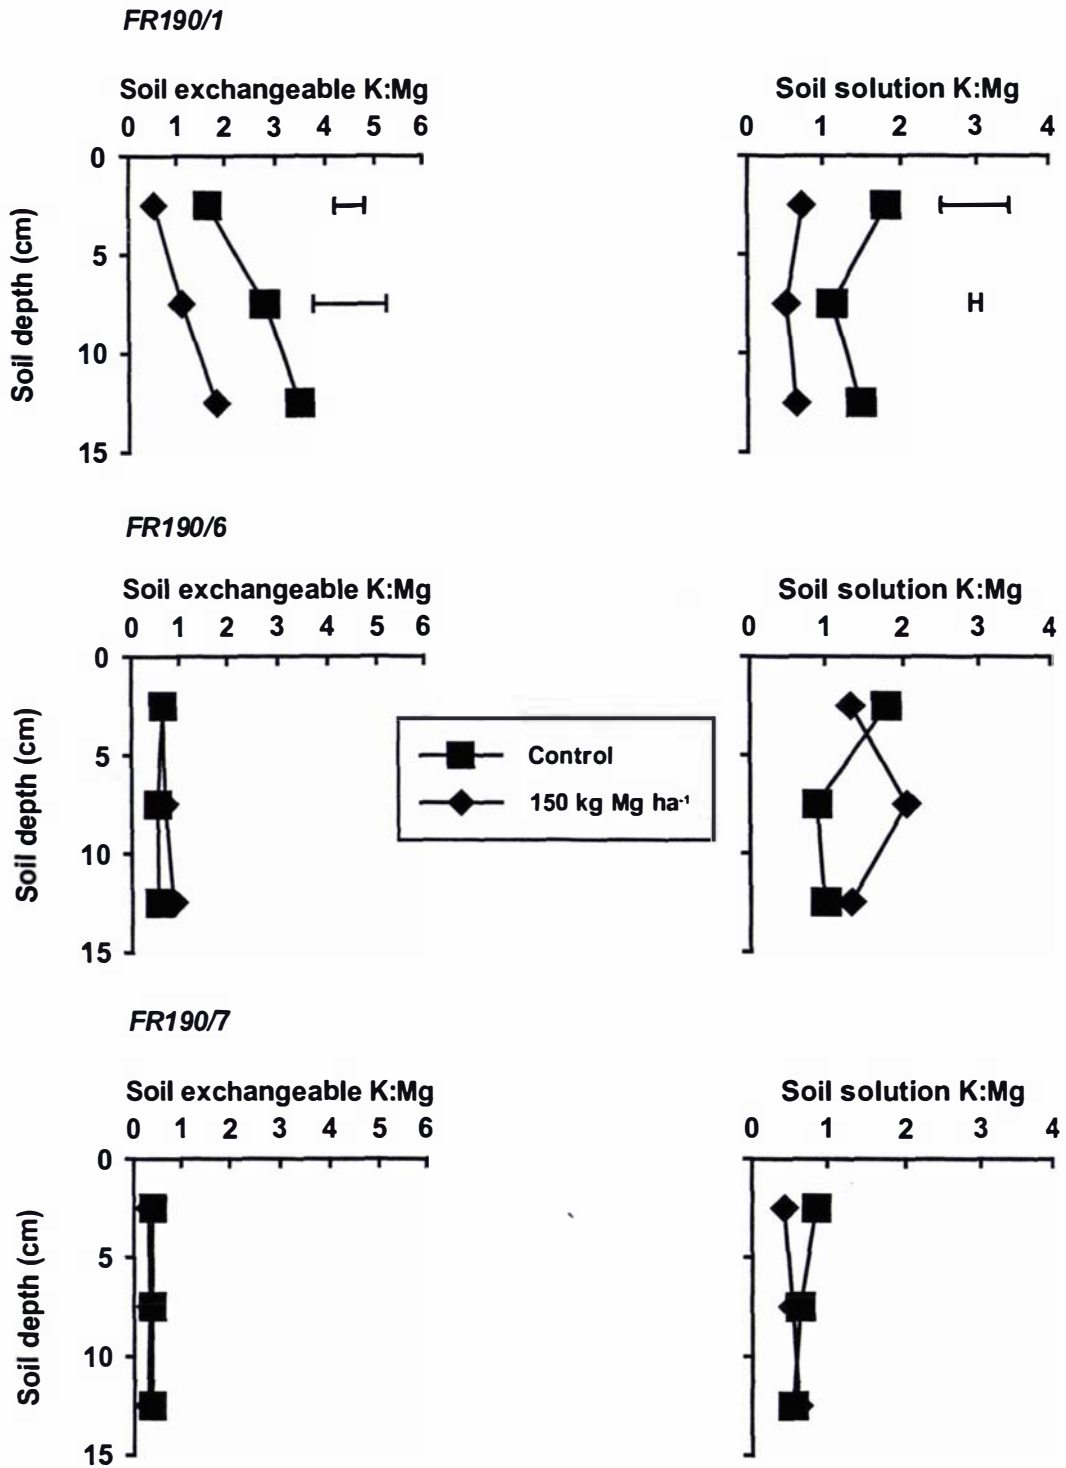 FR190/1
Soil exchangeable K:Mg
0 1 2 3 4 5 6
0
5
10
15
Soil depth (cm)
Soil solution K:Mg
0 1 2 3 4
FR190/6
Soil exchangeable K:Mg
0 1 2 3 4 5 6
0
5
10
15
Soil depth (cm)
Control
150 kg Mg ha⁻¹
Soil solution K:Mg
0 1 2 3 4
FR190/7
Soil exchangeable K:Mg
0 1 2 3 4 5 6
0
5
10
15
Soil depth (cm)
Soil solution K:Mg
0 1 2 3 4